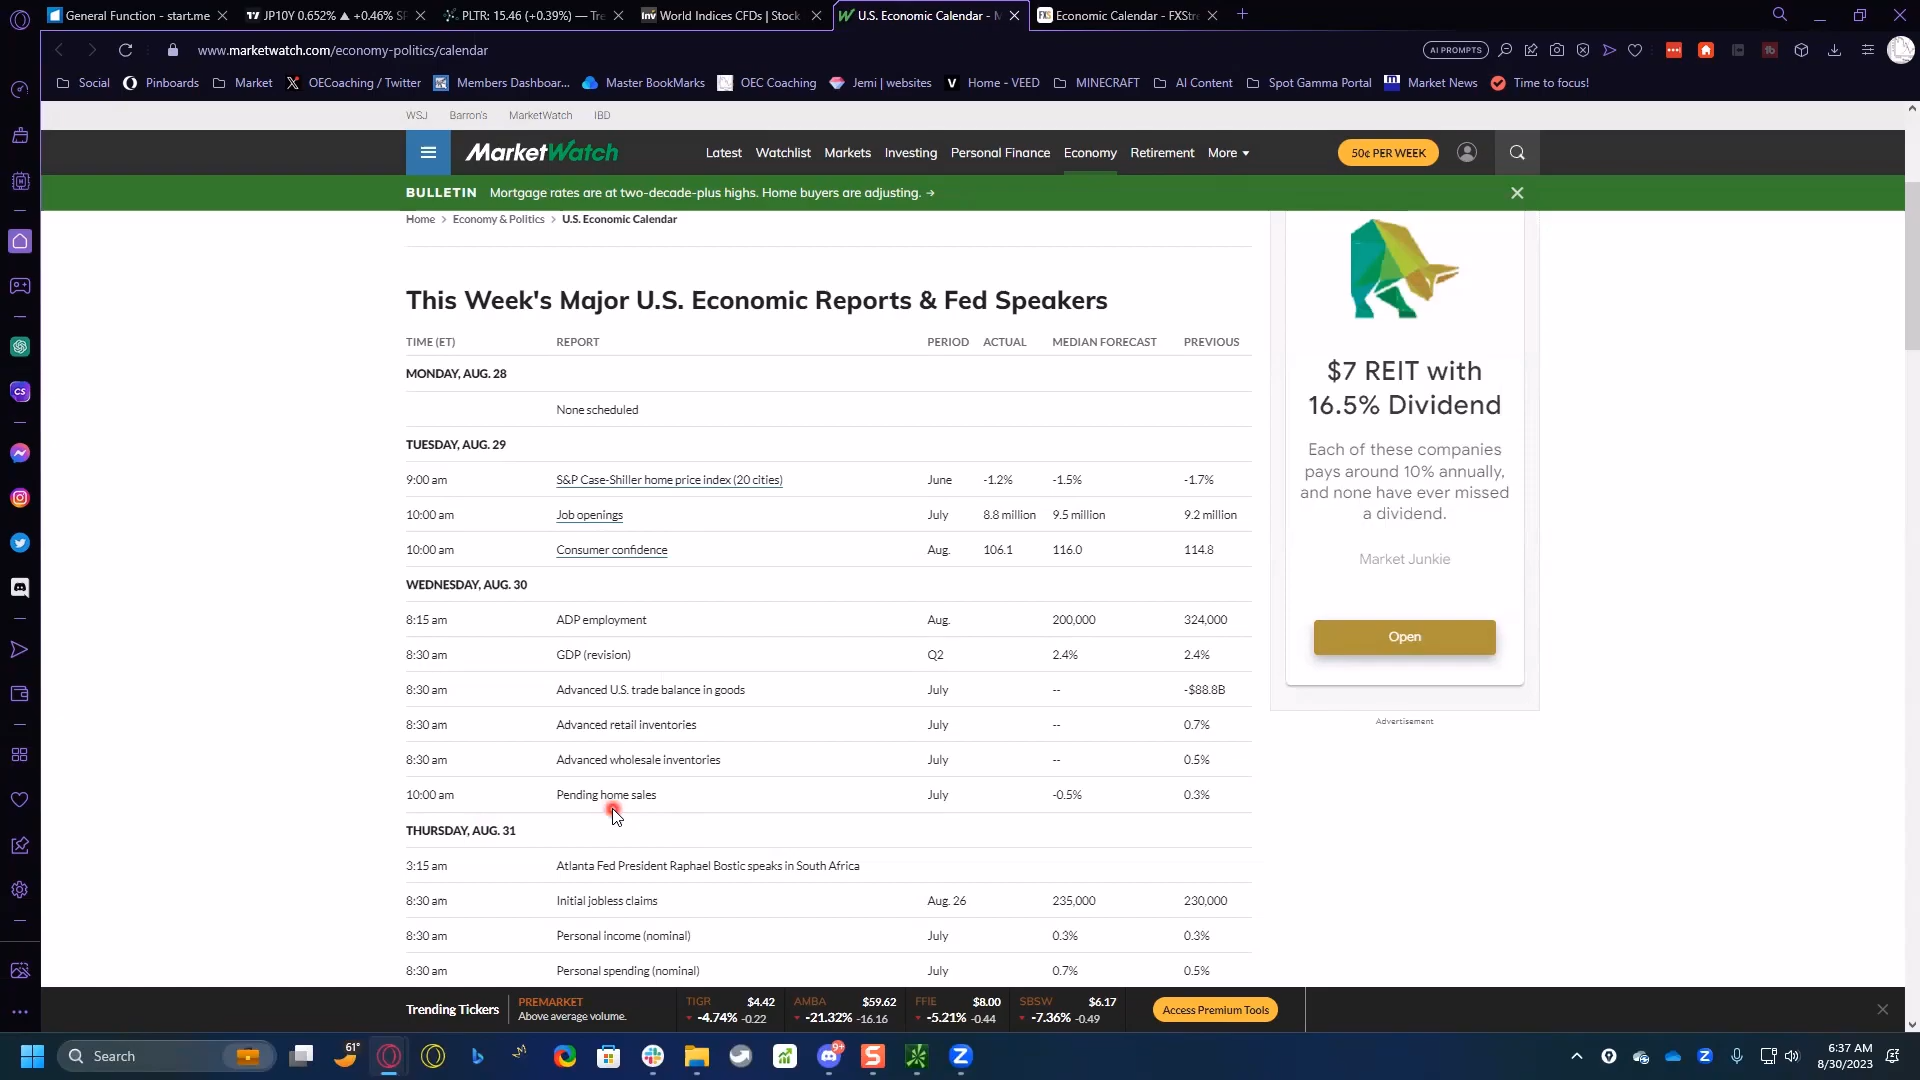 General Function - start.me
JP10Y 0.652% ▲ +0.46% SP
PLTR: 15.46 (+0.39%) — Tre
World Indices CFDs | Stock
U.S. Economic Calendar - M
Economic Calendar - FXStre
www.marketwatch.com/economy-politics/calendar
AI PROMPTS
Social
Pinboards
Market
OECoaching / Twitter
Members Dashboar...
Master BookMarks
OEC Coaching
Jemi | websites
Home - VEED
MINECRAFT
AI Content
Spot Gamma Portal
Market News
Time to focus!
WSJ Barron's MarketWatch IBD
MarketWatch
Latest Watchlist Markets Investing Personal Finance Economy Retirement More
50¢ PER WEEK
BULLETIN Mortgage rates are at two-decade-plus highs. Home buyers are adjusting. →
Home > Economy & Politics > U.S. Economic Calendar
This Week's Major U.S. Economic Reports & Fed Speakers
TIME (ET) REPORT PERIOD ACTUAL MEDIAN FORECAST PREVIOUS
MONDAY, AUG. 28
None scheduled
TUESDAY, AUG. 29
9:00 am S&P Case-Shiller home price index (20 cities) June -1.2% -1.5% -1.7%
10:00 am Job openings July 8.8 million 9.5 million 9.2 million
10:00 am Consumer confidence Aug. 106.1 116.0 114.8
WEDNESDAY, AUG. 30
8:15 am ADP employment Aug. 200,000 324,000
8:30 am GDP (revision) Q2 2.4% 2.4%
8:30 am Advanced U.S. trade balance in goods July -- -$88.8B
8:30 am Advanced retail inventories July -- 0.7%
8:30 am Advanced wholesale inventories July -- 0.5%
10:00 am Pending home sales July -0.5% 0.3%
THURSDAY, AUG. 31
3:15 am Atlanta Fed President Raphael Bostic speaks in South Africa
8:30 am Initial jobless claims Aug. 26 235,000 230,000
8:30 am Personal income (nominal) July 0.3% 0.3%
8:30 am Personal spending (nominal) July 0.7% 0.5%
$7 REIT with
16.5% Dividend
Each of these companies
pays around 10% annually,
and none have ever missed
a dividend.
Market Junkie
Open
Advertisement
Trending Tickers
PREMARKET
Above average volume.
TIGR $4.42
-4.74% -0.22
AMBA $59.62
-21.32% -16.16
FFIE $8.00
-5.21% -0.44
SBSW $6.17
-7.36% -0.49
Access Premium Tools
Search
61°
9+
6:37 AM
8/30/2023